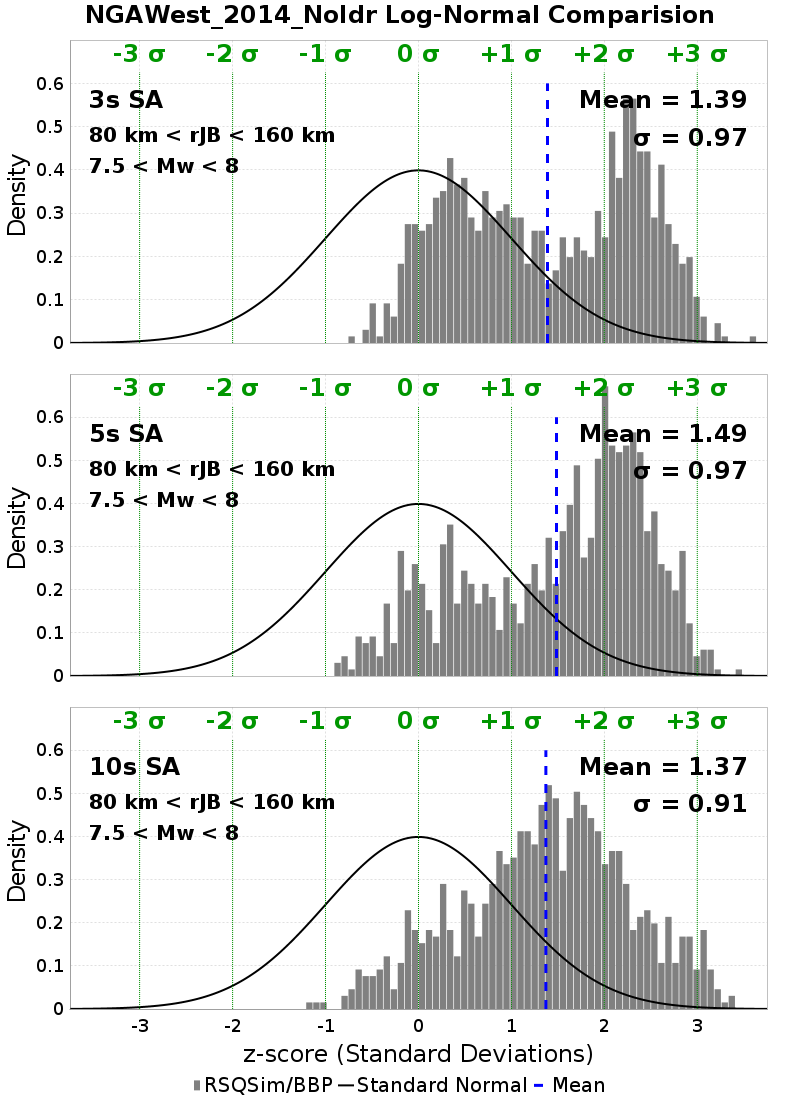 NGAWest_2014_NoIdr Log-Normal Comparision
-3 σ -2 σ -1 σ 0 σ +1 σ +2 σ +3 σ
3s SA
Mean = 1.39
80 km < rJB < 160 km
σ = 0.97
7.5 < Mw < 8
0.6
0.5
0.4
0.3
0.2
0.1
0
Density
-3 σ -2 σ -1 σ 0 σ +1 σ +2 σ +3 σ
5s SA
Mean = 1.49
80 km < rJB < 160 km
σ = 0.97
7.5 < Mw < 8
0.6
0.5
0.4
0.3
0.2
0.1
0
Density
-3 σ -2 σ -1 σ 0 σ +1 σ +2 σ +3 σ
10s SA
Mean = 1.37
80 km < rJB < 160 km
σ = 0.91
7.5 < Mw < 8
0.6
0.5
0.4
0.3
0.2
0.1
0
Density
-3 -2 -1 0 1 2 3
z-score (Standard Deviations)
RSQSim/BBP Standard Normal Mean